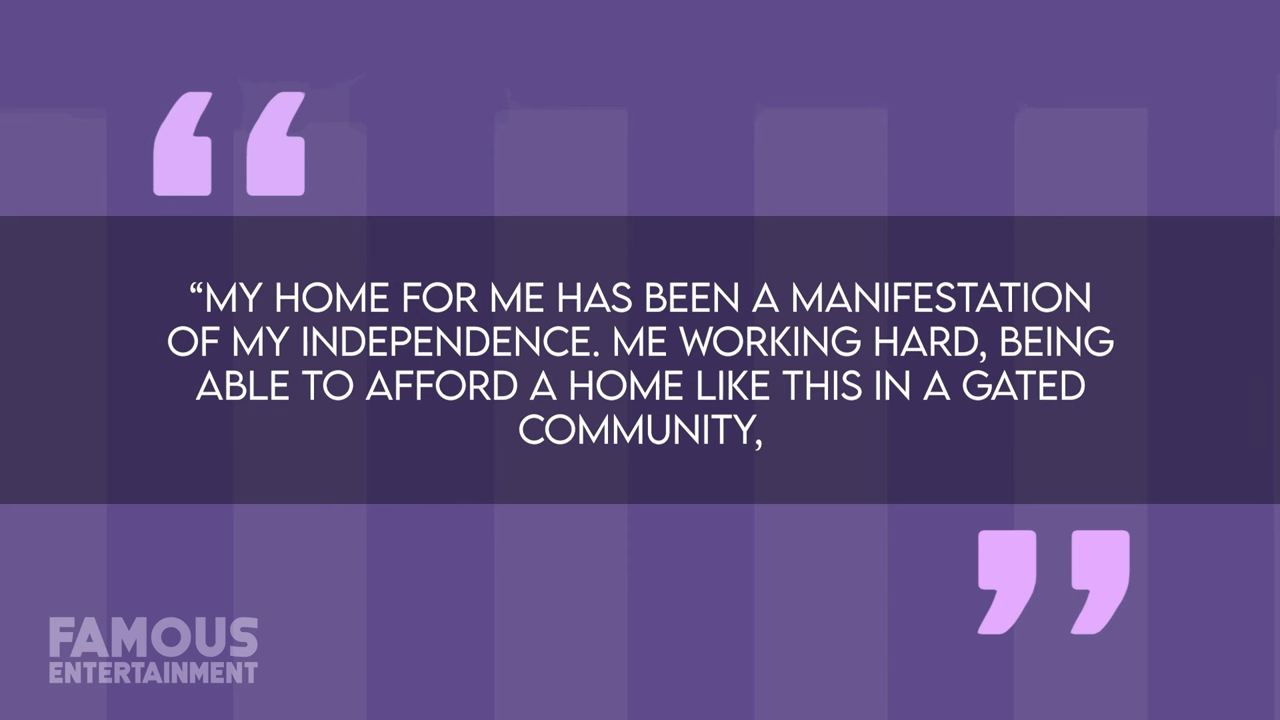 “MY HOME FOR ME HAS BEEN A MANIFESTATION
OF MY INDEPENDENCE. ME WORKING HARD, BEING
ABLE TO AFFORD A HOME LIKE THIS IN A GATED
COMMUNITY,
FAMOUS
ENTERTAINMENT